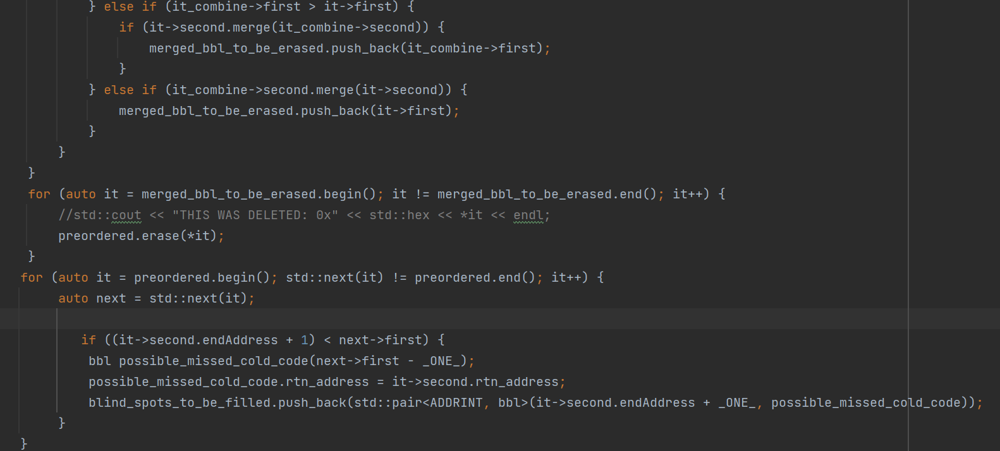 } else if (it_combine->first > it->first) {
if (it->second.merge(it_combine->second)) {
merged_bbl_to_be_erased.push_back(it_combine->first);
}
} else if (it_combine->second.merge(it->second)) {
merged_bbl_to_be_erased.push_back(it->first);
}
}
}
for (auto it = merged_bbl_to_be_erased.begin(); it != merged_bbl_to_be_erased.end(); it++) {
//std::cout << "THIS WAS DELETED: 0x" << std::hex << *it << endl;
preordered.erase(*it);
}
for (auto it = preordered.begin(); std::next(it) != preordered.end(); it++) {
auto next = std::next(it);
if ((it->second.endAddress + 1) < next->first) {
bbl possible_missed_cold_code(next->first - _ONE_);
possible_missed_cold_code.rtn_address = it->second.rtn_address;
blind_spots_to_be_filled.push_back(std::pair<ADDRINT, bbl>(it->second.endAddress + _ONE_, possible_missed_cold_code));
}
}